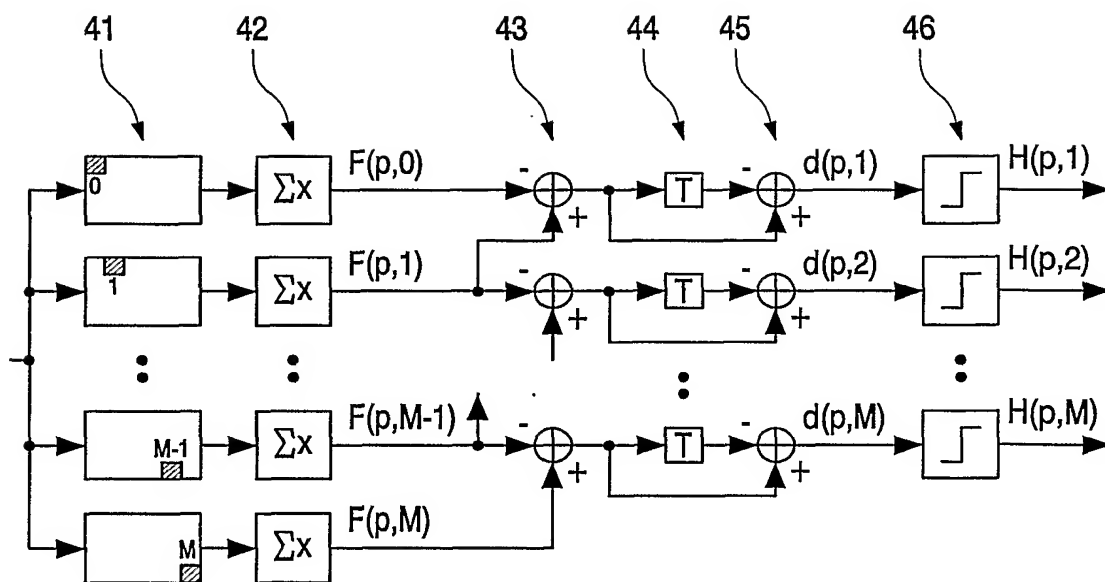 41 42 43 44 45 46
0 Σx F(p,0) - + T - + d(p,1) H(p,1)
1 Σx F(p,1) - + T - + d(p,2) H(p,2)
M-1 Σx F(p,M-1) - + T - + d(p,M) H(p,M)
M Σx F(p,M)